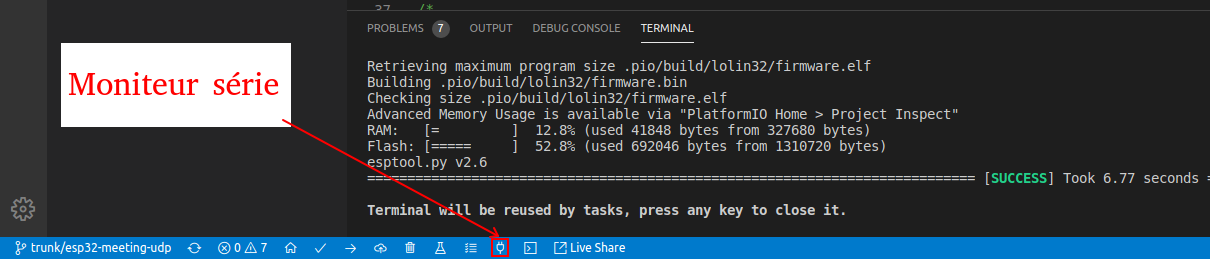 37 /*
PROBLEMS 7 OUTPUT DEBUG CONSOLE TERMINAL
Moniteur série
Retrieving maximum program size .pio/build/lolin32/firmware.elf
Building .pio/build/lolin32/firmware.bin
Checking size .pio/build/lolin32/firmware.elf
Advanced Memory Usage is available via "PlatformIO Home > Project Inspect"
RAM:   [=         ]  12.8% (used 41848 bytes from 327680 bytes)
Flash: [=====     ]  52.8% (used 692046 bytes from 1310720 bytes)
esptool.py v2.6
============================================================================ [SUCCESS] Took 6.77 seconds =
Terminal will be reused by tasks, press any key to close it.
trunk/esp32-meeting-udp 0 7 Live Share